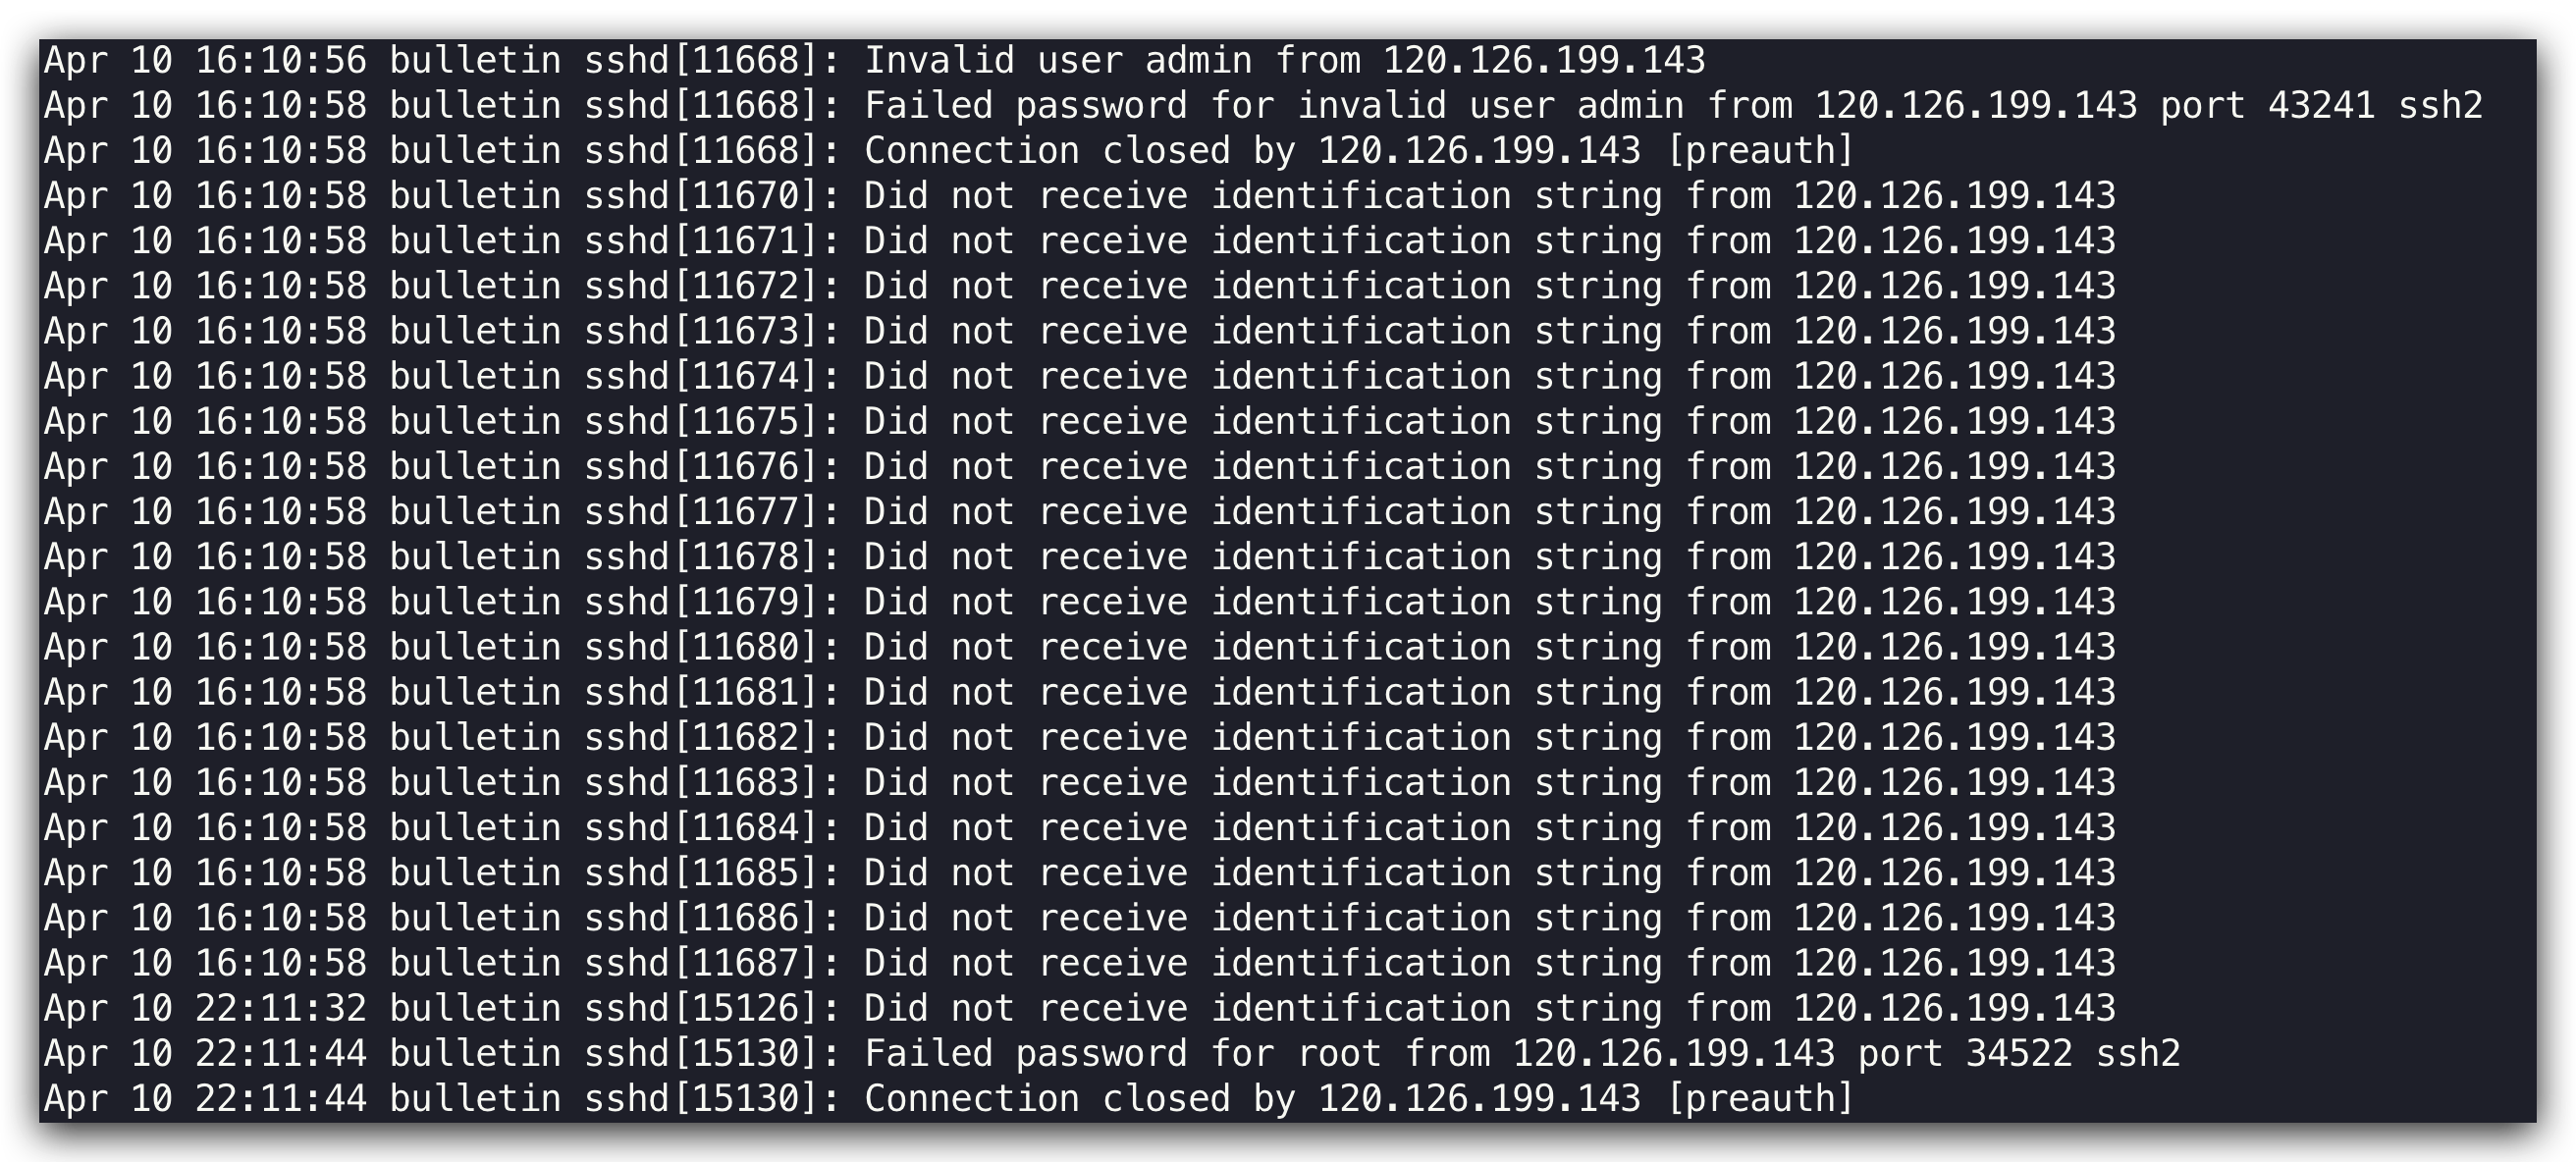 Apr 10 16:10:56 bulletin sshd[11668]: Invalid user admin from 120.126.199.143
Apr 10 16:10:58 bulletin sshd[11668]: Failed password for invalid user admin from 120.126.199.143 port 43241 ssh2
Apr 10 16:10:58 bulletin sshd[11668]: Connection closed by 120.126.199.143 [preauth]
Apr 10 16:10:58 bulletin sshd[11670]: Did not receive identification string from 120.126.199.143
Apr 10 16:10:58 bulletin sshd[11671]: Did not receive identification string from 120.126.199.143
Apr 10 16:10:58 bulletin sshd[11672]: Did not receive identification string from 120.126.199.143
Apr 10 16:10:58 bulletin sshd[11673]: Did not receive identification string from 120.126.199.143
Apr 10 16:10:58 bulletin sshd[11674]: Did not receive identification string from 120.126.199.143
Apr 10 16:10:58 bulletin sshd[11675]: Did not receive identification string from 120.126.199.143
Apr 10 16:10:58 bulletin sshd[11676]: Did not receive identification string from 120.126.199.143
Apr 10 16:10:58 bulletin sshd[11677]: Did not receive identification string from 120.126.199.143
Apr 10 16:10:58 bulletin sshd[11678]: Did not receive identification string from 120.126.199.143
Apr 10 16:10:58 bulletin sshd[11679]: Did not receive identification string from 120.126.199.143
Apr 10 16:10:58 bulletin sshd[11680]: Did not receive identification string from 120.126.199.143
Apr 10 16:10:58 bulletin sshd[11681]: Did not receive identification string from 120.126.199.143
Apr 10 16:10:58 bulletin sshd[11682]: Did not receive identification string from 120.126.199.143
Apr 10 16:10:58 bulletin sshd[11683]: Did not receive identification string from 120.126.199.143
Apr 10 16:10:58 bulletin sshd[11684]: Did not receive identification string from 120.126.199.143
Apr 10 16:10:58 bulletin sshd[11685]: Did not receive identification string from 120.126.199.143
Apr 10 16:10:58 bulletin sshd[11686]: Did not receive identification string from 120.126.199.143
Apr 10 16:10:58 bulletin sshd[11687]: Did not receive identification string from 120.126.199.143
Apr 10 22:11:32 bulletin sshd[15126]: Did not receive identification string from 120.126.199.143
Apr 10 22:11:44 bulletin sshd[15130]: Failed password for root from 120.126.199.143 port 34522 ssh2
Apr 10 22:11:44 bulletin sshd[15130]: Connection closed by 120.126.199.143 [preauth]